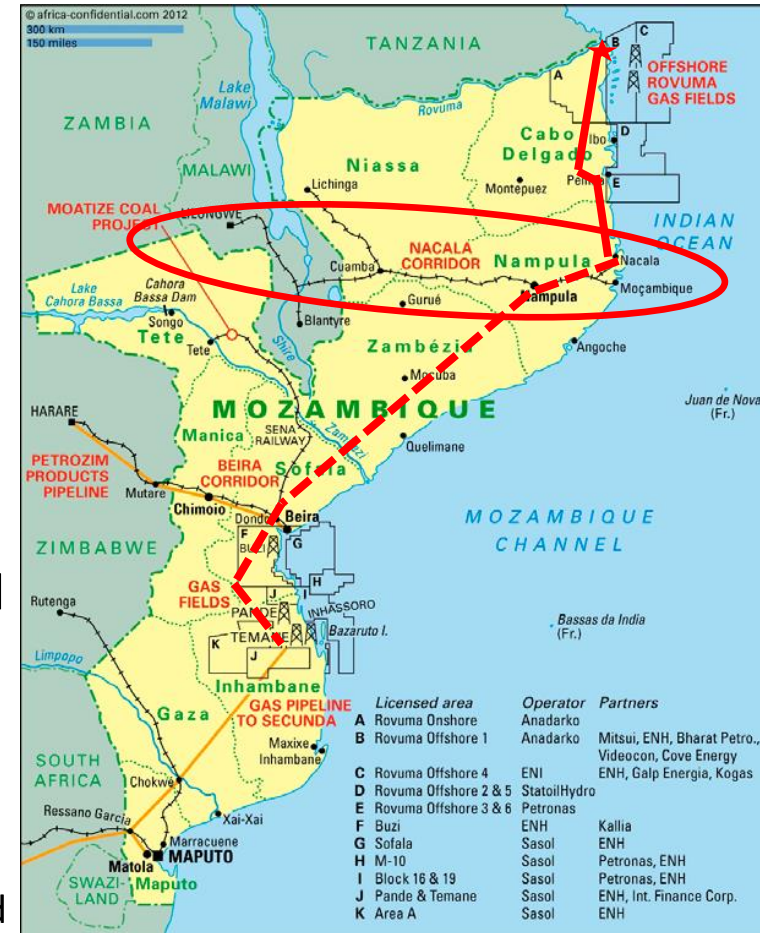 © africa-confidential.com 2012
300 km
150 miles
TANZANIA
C
B
OFFSHORE
ROVUMA
GAS FIELDS
A
Lake
Malawi
Rovuma
ZAMBIA
Cabo
Delgado
Ibo
D
MALAWI
Niassa
Lichinga
Montepuez
E
MOATIZE COAL
PROJECT
INDIAN
OCEAN
NACALA
CORRIDOR
Nampula
Nacala
Cuamba
Lake
Cahora Bassa
Cahora
Bassa Dam
Nampula
Moçambique
Gurué
Songo
Blantyre
Tete
Tete
Shire
Zambézia
Angoche
Mocuba
Juan de Nova
(Fr.)
HARARE
MOZAMBIQUE
Manica
SENA
RAILWAY
Zambezi
Quelimane
PETROZIM
PRODUCTS
PIPELINE
BEIRA
CORRIDOR
Sofala
Mutare
Chimoio
Dondo
Beira
MOZAMBIQUE
CHANNEL
F
BUZI
G
ZIMBABWE
H
GAS
FIELDS
J
I
d
Rutenga
PANDE
INHASSORO
TEMANE
Bazaruto I.
Bassas da India
(Fr.)
K
J
Limpopo
Inhambane
GAS PIPELINE
TO SECUNDA
Gaza
Maxixe
Inhambane
SOUTH
AFRICA
Chokwé
Ressano Garcia
Xai-Xai
Marracuene
MAPUTO
Matola
SWAZI-
LAND
Maputo
d
Licensed area Operator Partners
A Rovuma Onshore Anadarko
B Rovuma Offshore 1 Anadarko Mitsui, ENH, Bharat Petro.,
Videocon, Cove Energy
C Rovuma Offshore 4 ENI ENH, Galp Energia, Kogas
D Rovuma Offshore 2 & 5 StatoilHydro
E Rovuma Offshore 3 & 6 Petronas
F Buzi ENH Kallia
G Sofala Sasol ENH
H M-10 Sasol Petronas, ENH
I Block 16 & 19 Sasol Petronas, ENH
J Pande & Temane Sasol ENH, Int. Finance Corp.
K Area A Sasol ENH